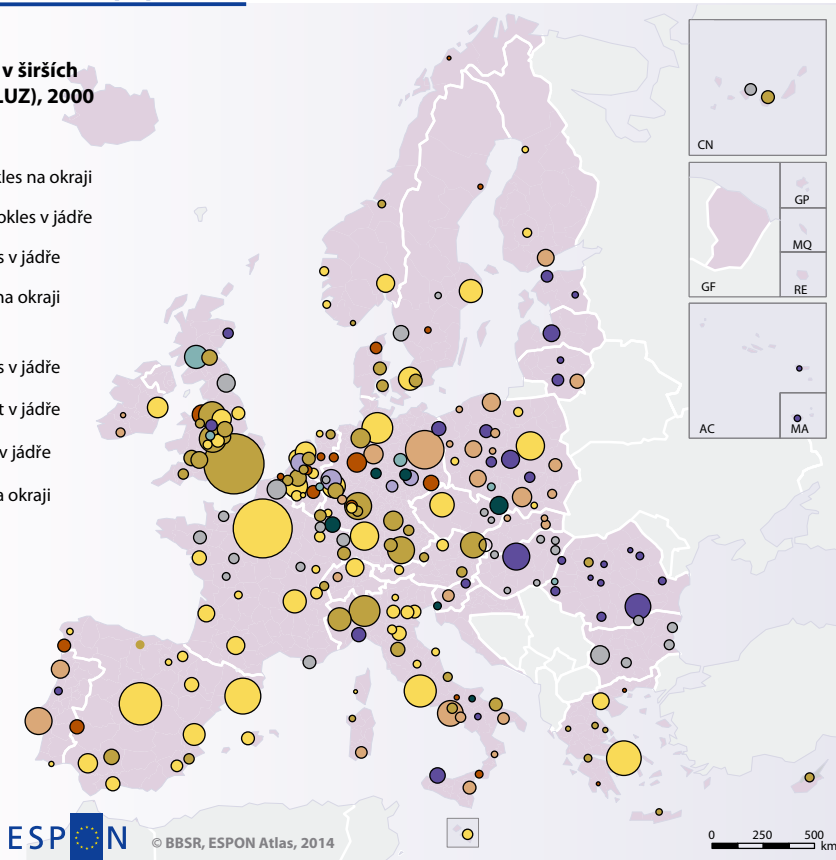 v širších
LUZ), 2000
kles na okraji
okles v jádře
s v jádře
na okraji
s v jádře
t v jádře
v jádře
a okraji
CN
GP
MQ
GF
RE
AC
MA
ESPON
© BBSR, ESPON Atlas, 2014
0 250 500
km